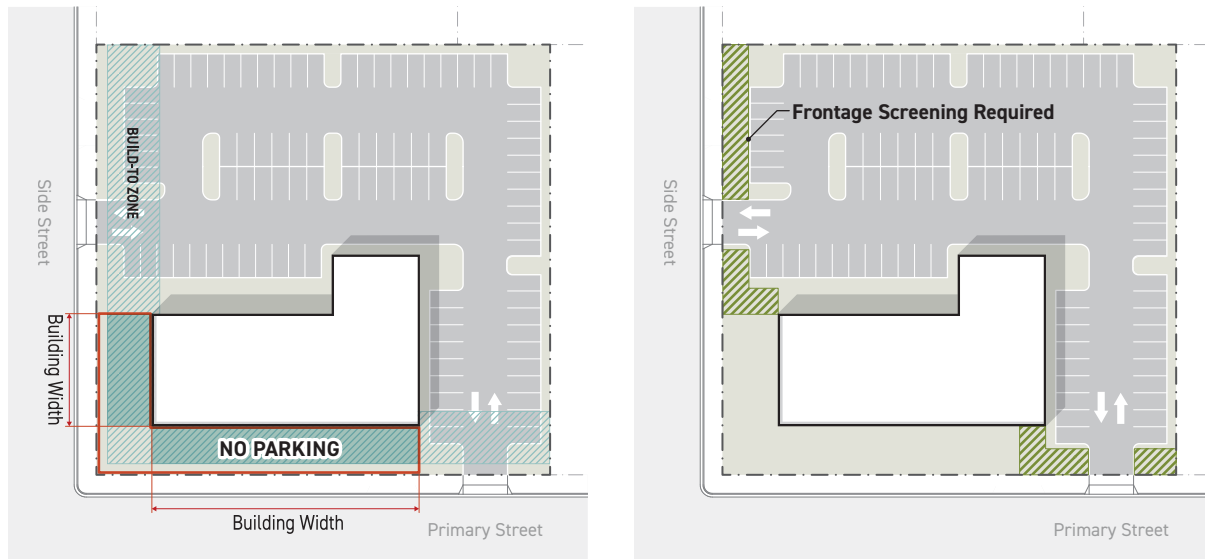 BUILD-TO ZONE
Side Street
Building Width
NO PARKING
Building Width
Primary Street
Frontage Screening Required
Side Street
Primary Street